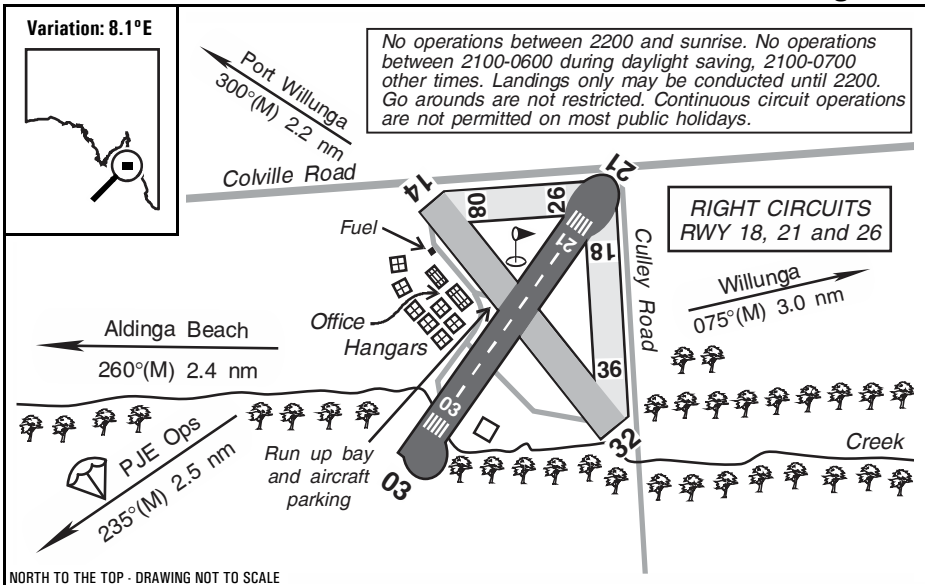 Variation: 8.1°E
Port Willunga
300°(M) 2.2 nm
No operations between 2200 and sunrise. No operations
between 2100-0600 during daylight saving, 2100-0700
other times. Landings only may be conducted until 2200.
Go arounds are not restricted. Continuous circuit operations
are not permitted on most public holidays.
Colville Road
14
08
26
21
21
18
RIGHT CIRCUITS
RWY 18, 21 and 26
Fuel
Culley Road
Willunga
075°(M) 3.0 nm
Office
Hangars
Aldinga Beach
260°(M) 2.4 nm
36
03
32
03
Creek
PJE Ops
235°(M) 2.5 nm
Run up bay
and aircraft
parking
NORTH TO THE TOP - DRAWING NOT TO SCALE